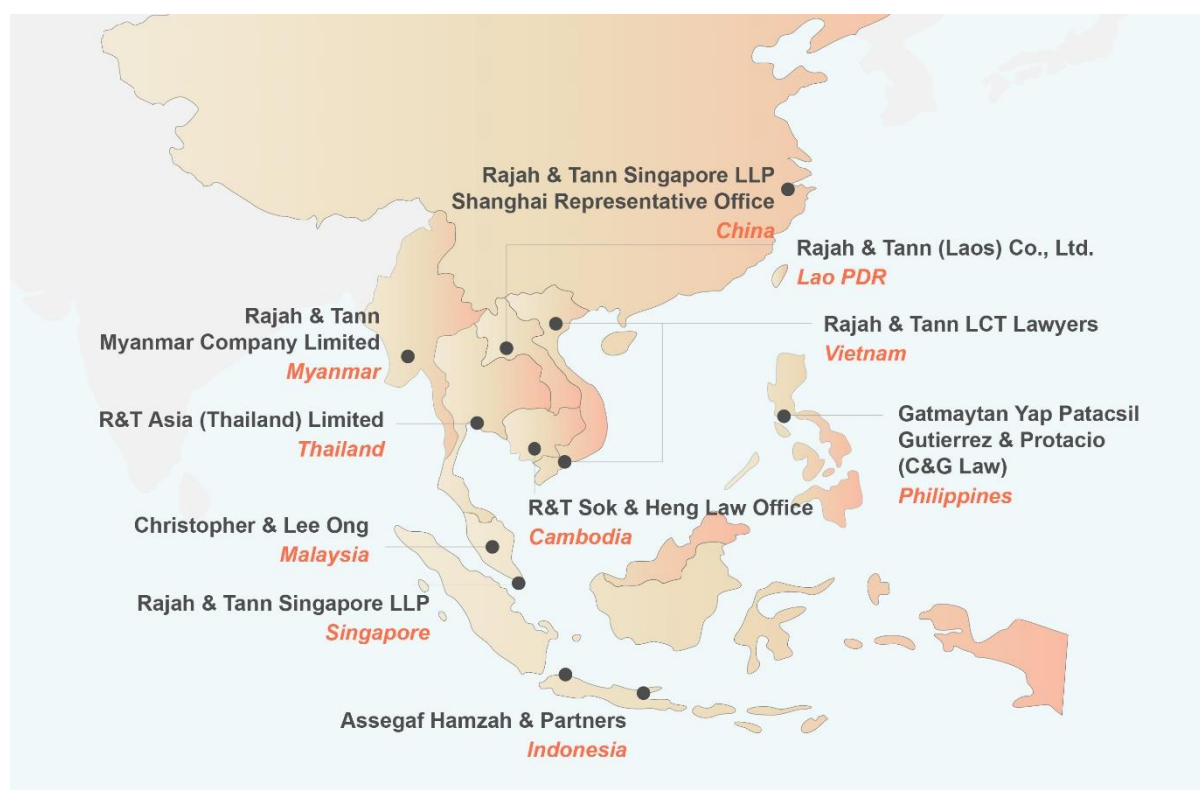 Rajah & Tann Singapore LLP
Shanghai Representative Office
China
Rajah & Tann (Laos) Co., Ltd.
Lao PDR
Rajah & Tann
Myanmar Company Limited
Myanmar
Rajah & Tann LCT Lawyers
Vietnam
R&T Asia (Thailand) Limited
Thailand
Gatmaytan Yap Patacsil
Gutierrez & Protacio
(C&G Law)
Philippines
R&T Sok & Heng Law Office
Cambodia
Christopher & Lee Ong
Malaysia
Rajah & Tann Singapore LLP
Singapore
Assegaf Hamzah & Partners
Indonesia